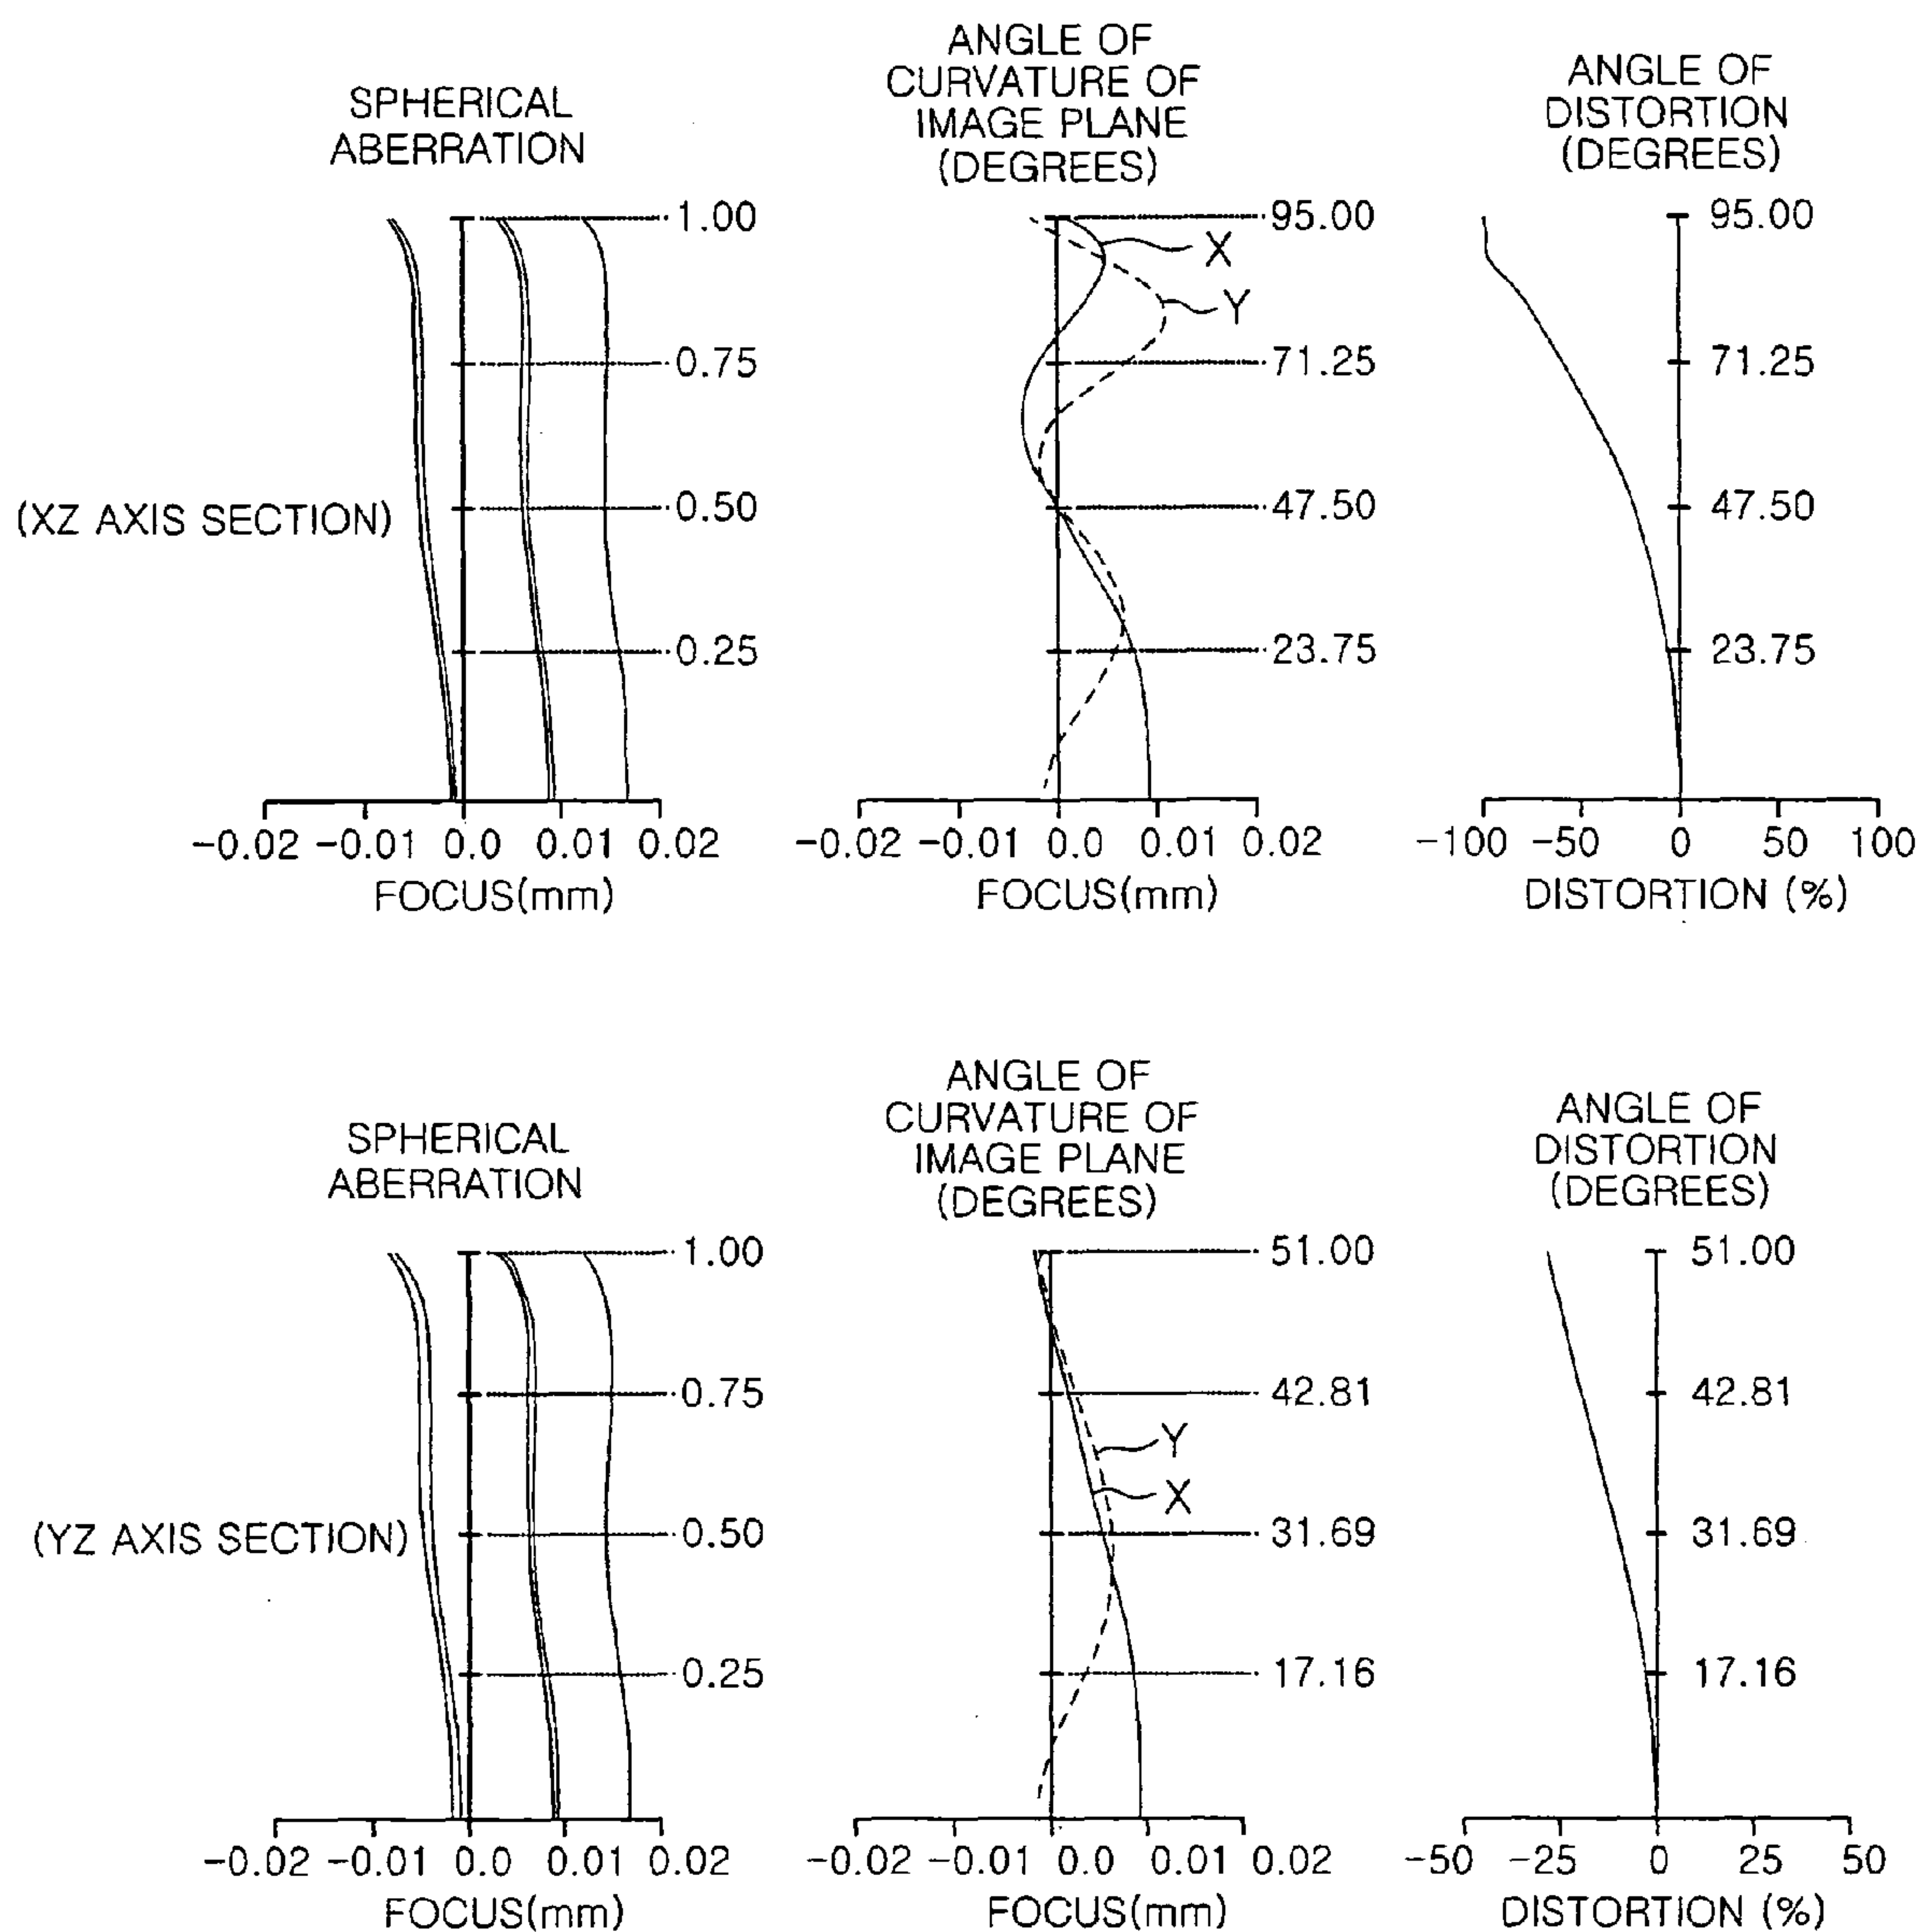 SPHERICAL
ABERRATION
ANGLE OF
CURVATURE OF
IMAGE PLANE
(DEGREES)
ANGLE OF
DISTORTION
(DEGREES)
(XZ AXIS SECTION)
1.00
0.75
0.50
0.25
-0.02 -0.01 0.0 0.01 0.02
FOCUS(mm)
95.00
X
Y
71.25
47.50
23.75
-0.02 -0.01 0.0 0.01 0.02
FOCUS(mm)
95.00
71.25
47.50
23.75
-100 -50 0 50 100
DISTORTION (%)
SPHERICAL
ABERRATION
ANGLE OF
CURVATURE OF
IMAGE PLANE
(DEGREES)
ANGLE OF
DISTORTION
(DEGREES)
(YZ AXIS SECTION)
1.00
0.75
0.50
0.25
-0.02 -0.01 0.0 0.01 0.02
FOCUS(mm)
51.00
42.81
Y
X
31.69
17.16
-0.02 -0.01 0.0 0.01 0.02
FOCUS(mm)
51.00
42.81
31.69
17.16
-50 -25 0 25 50
DISTORTION (%)